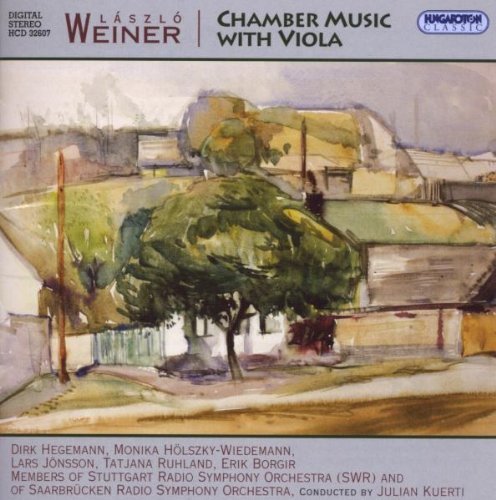 DIGITAL
STEREO
HCD 32607
LÁSZLÓ
WEINER
CHAMBER MUSIC
WITH VIOLA
HUNGAROTON
CLASSIC
DIRK HEGEMANN, MONIKA HÖLSZKY-WIEDEMANN,
LARS JÖNSSON, TATJANA RUHLAND, ERIK BORGIR
MEMBERS OF STUTTGART RADIO SYMPHONY ORCHESTRA (SWR) AND
OF SAARBRÜCKEN RADIO SYMPHONY ORCHESTRA, CONDUCTED BY JULIAN KUERTI